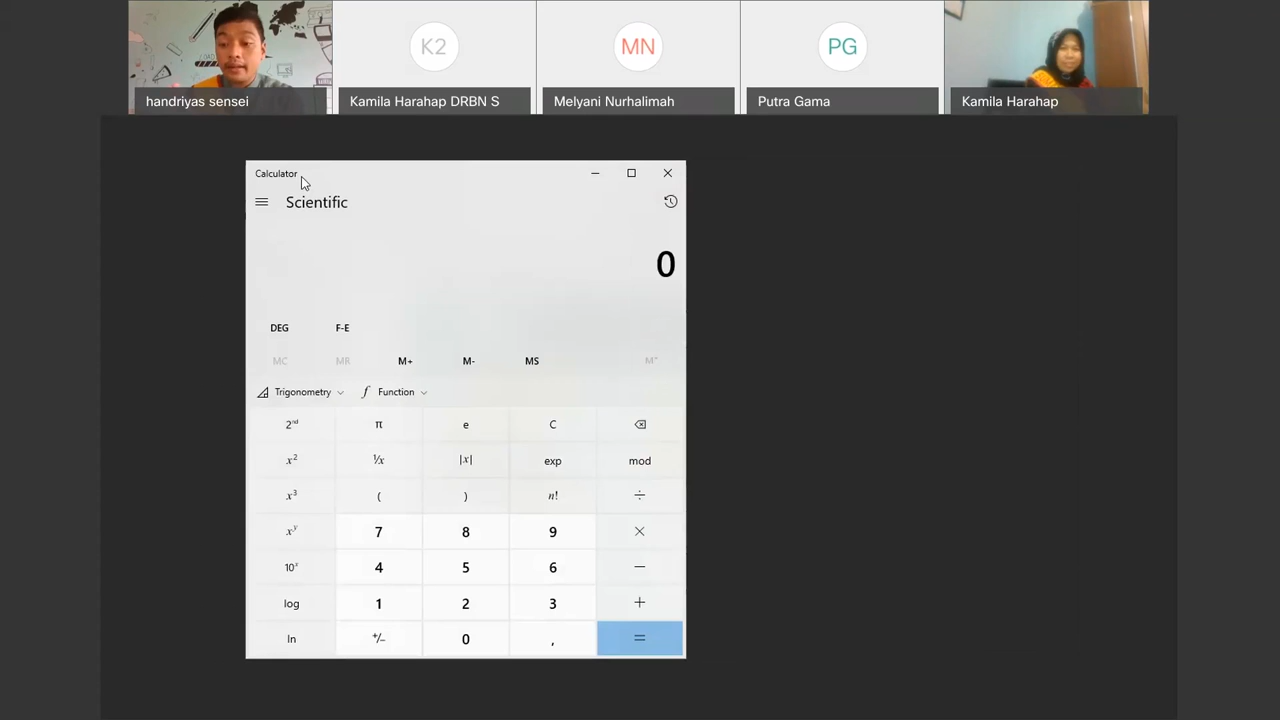 LOAD
K2
MN
PG
handriyas sensei
Kamila Harahap DRBN S
Melyani Nurhalimah
Putra Gama
Kamila Harahap
Calculator
Scientific
0
DEG F-E
MC MR M+ M- MS M˅
Trigonometry Function
2ⁿᵈ π e C
x² ⅟x |x| exp mod
x³ ( ) n! ÷
xʸ 7 8 9 ×
10ˣ 4 5 6 −
log 1 2 3 +
ln +/− 0 , =